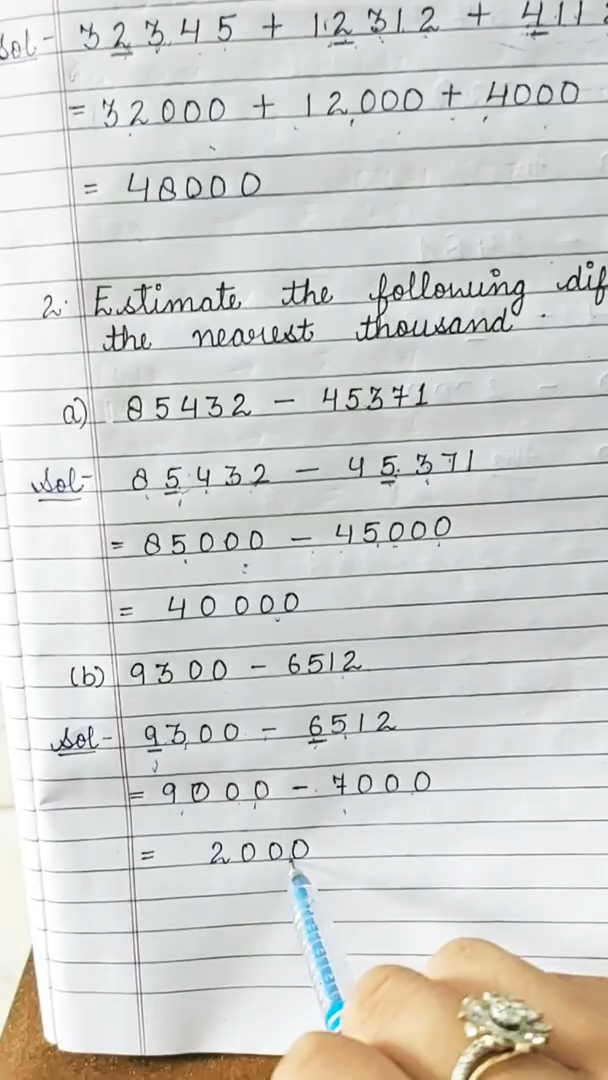 Sol- 32345 + 12312 + 411
= 32000 + 12,000 + 4000
= 48000
2. Estimate the following dif
the nearest thousand.
a) 85432 - 45371
Sol- 85432 - 45371
= 85000 - 45000
= 40000
(b) 9300 - 6512
Sol- 9300 - 6512
= 9000 - 7000
= 2000